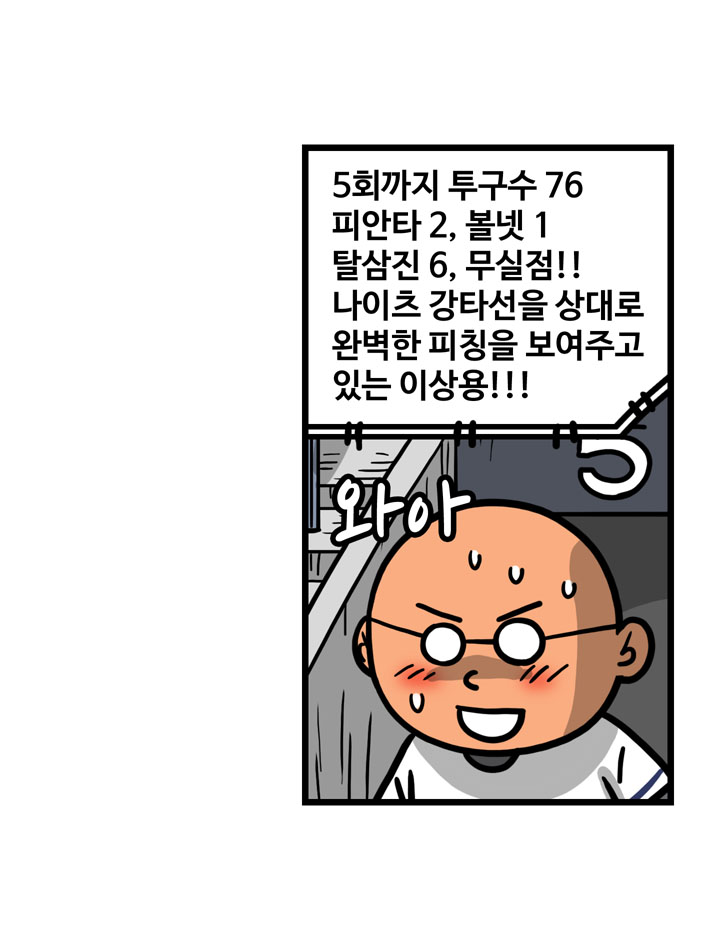 5회까지 투구수 76
피안타 2, 볼넷 1
탈삼진 6, 무실점!!
나이츠 강타선을 상대로
완벽한 피칭을 보여주고
있는 이상용!!!
5
와아